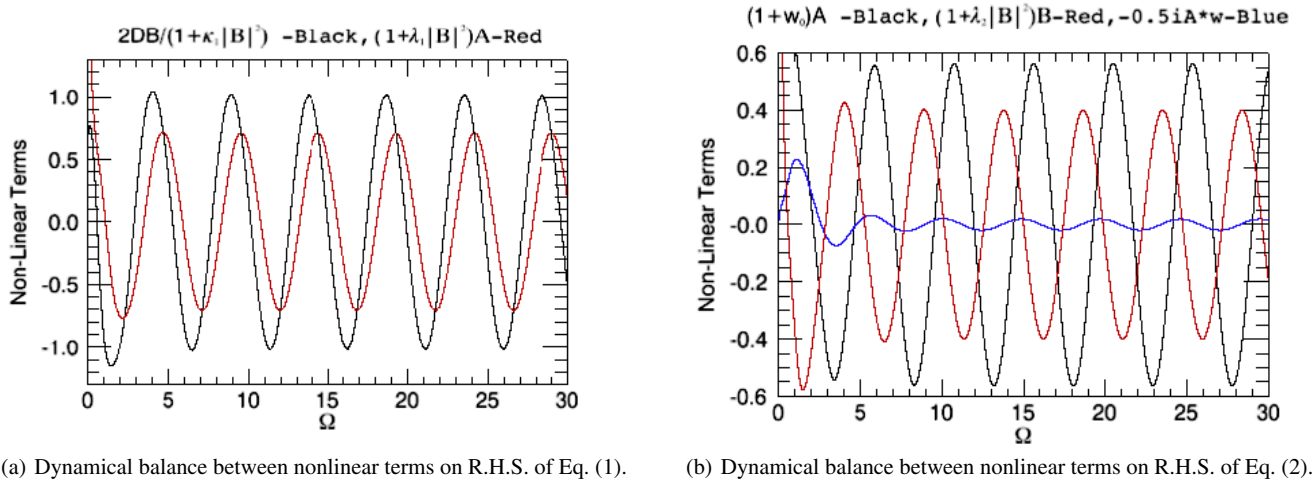 2DB/(1+κ₁|B|²) -Black, (1+λ₁|B|²)A-Red
Non-Linear Terms
1.0
0.5
0.0
-0.5
-1.0
0 5 10 15 20 25 30
Ω
(a) Dynamical balance between nonlinear terms on R.H.S. of Eq. (1).
(1+w₀)A -Black, (1+λ₂|B|²)B-Red, -0.5iA*w-Blue
Non-Linear Terms
0.6
0.4
0.2
-0.0
-0.2
-0.4
-0.6
0 5 10 15 20 25 30
Ω
(b) Dynamical balance between nonlinear terms on R.H.S. of Eq. (2).